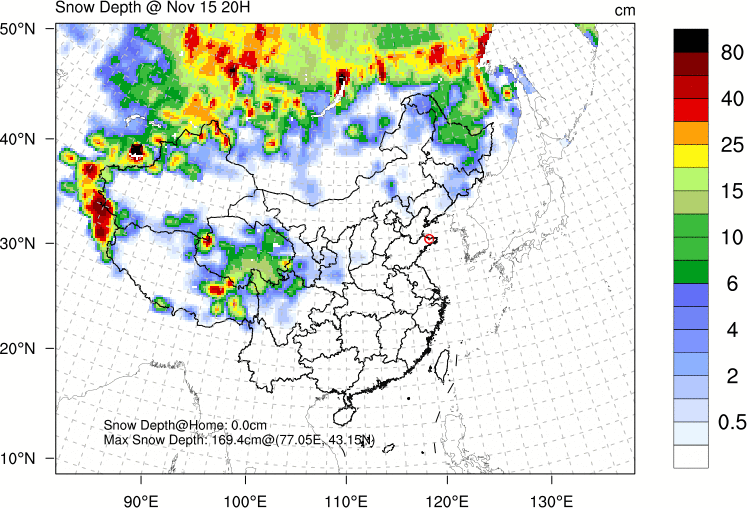 Snow Depth @ Nov 15 20H
cm
50°N
40°N
30°N
20°N
10°N
90°E
100°E
110°E
120°E
130°E
80
40
25
15
10
6
4
2
0.5
Snow Depth@Home: 0.0cm
Max Snow Depth: 169.4cm@(77.05E, 43.15N)